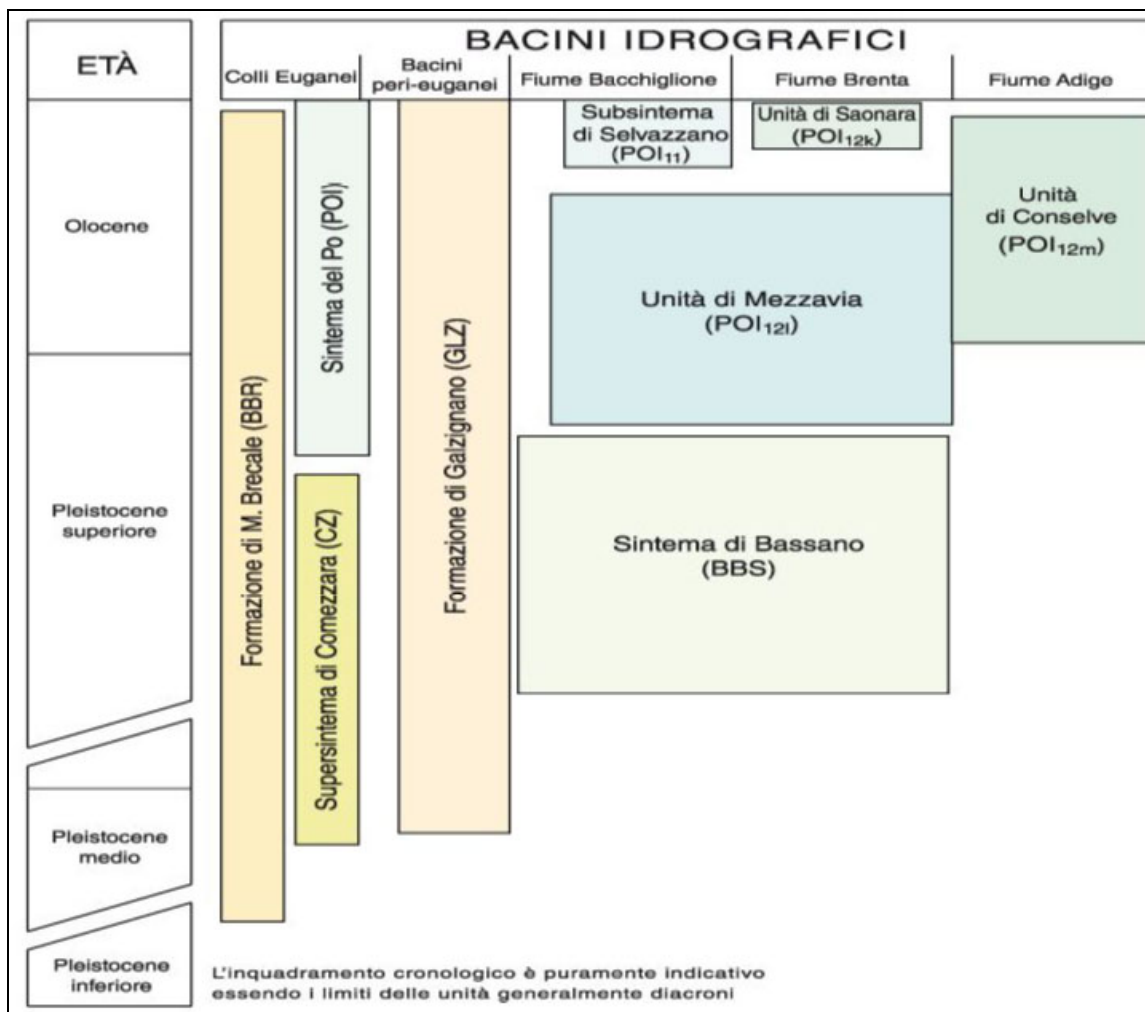 ETÀ
BACINI IDROGRAFICI
Colli Euganei
Bacini
peri-euganei
Fiume Bacchiglione
Fiume Brenta
Fiume Adige
Olocene
Pleistocene
superiore
Pleistocene
medio
Pleistocene
inferiore
Formazione di M. Brecale (BBR)
Sintema del Po (POI)
Supersintema di Comezzara (CZ)
Formazione di Galzignano (GLZ)
Subsintema
di Selvazzano
(POI11)
Unità di Saonara
(POI12k)
Unità
di Conselve
(POI12m)
Unità di Mezzavia
(POI12l)
Sintema di Bassano
(BBS)
L'inquadramento cronologico è puramente indicativo
essendo i limiti delle unità generalmente diacroni